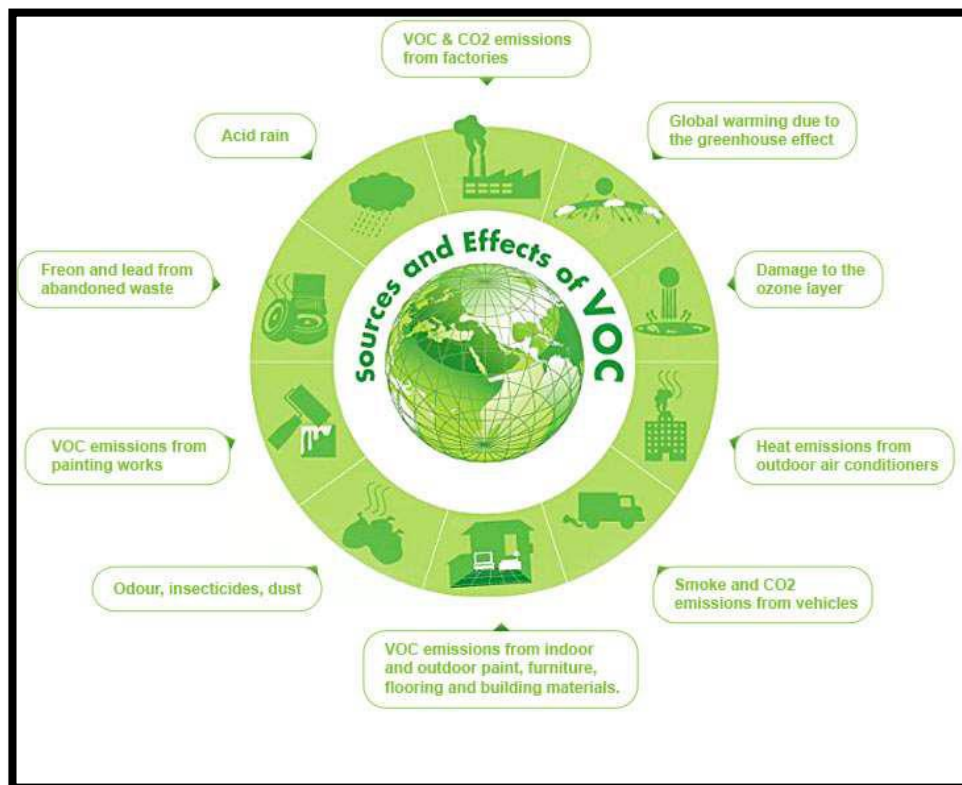 VOC & CO2 emissions
from factories
Global warming due to
the greenhouse effect
Damage to the
ozone layer
Heat emissions from
outdoor air conditioners
Smoke and CO2
emissions from vehicles
VOC emissions from indoor
and outdoor paint, furniture,
flooring and building materials.
Odour, insecticides, dust
VOC emissions from
painting works
Freon and lead from
abandoned waste
Acid rain
Sources and Effects of VOC